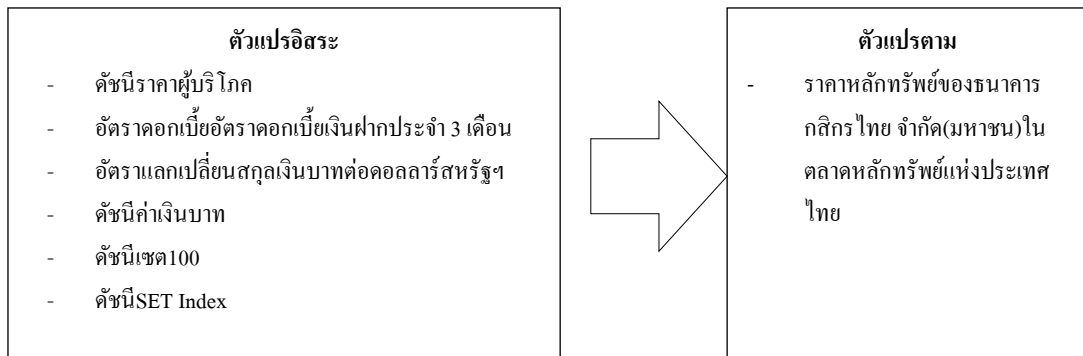 ตัวแปรอิสระ
- ดัชนีราคาผู้บริโภค
- อัตราดอกเบี้ยอัตราดอกเบี้ยเงินฝากประจำ 3 เดือน
- อัตราแลกเปลี่ยนสกุลเงินบาทต่อดอลลาร์สหรัฐฯ
- ดัชนีค่าเงินบาท
- ดัชนีเซต100
- ดัชนีSET Index
ตัวแปรตาม
- ราคาหลักทรัพย์ของธนาคาร
กสิกรไทย จำกัด(มหาชน)ใน
ตลาดหลักทรัพย์แห่งประเทศ
ไทย